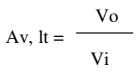 Vo
Av, lt =
Vi